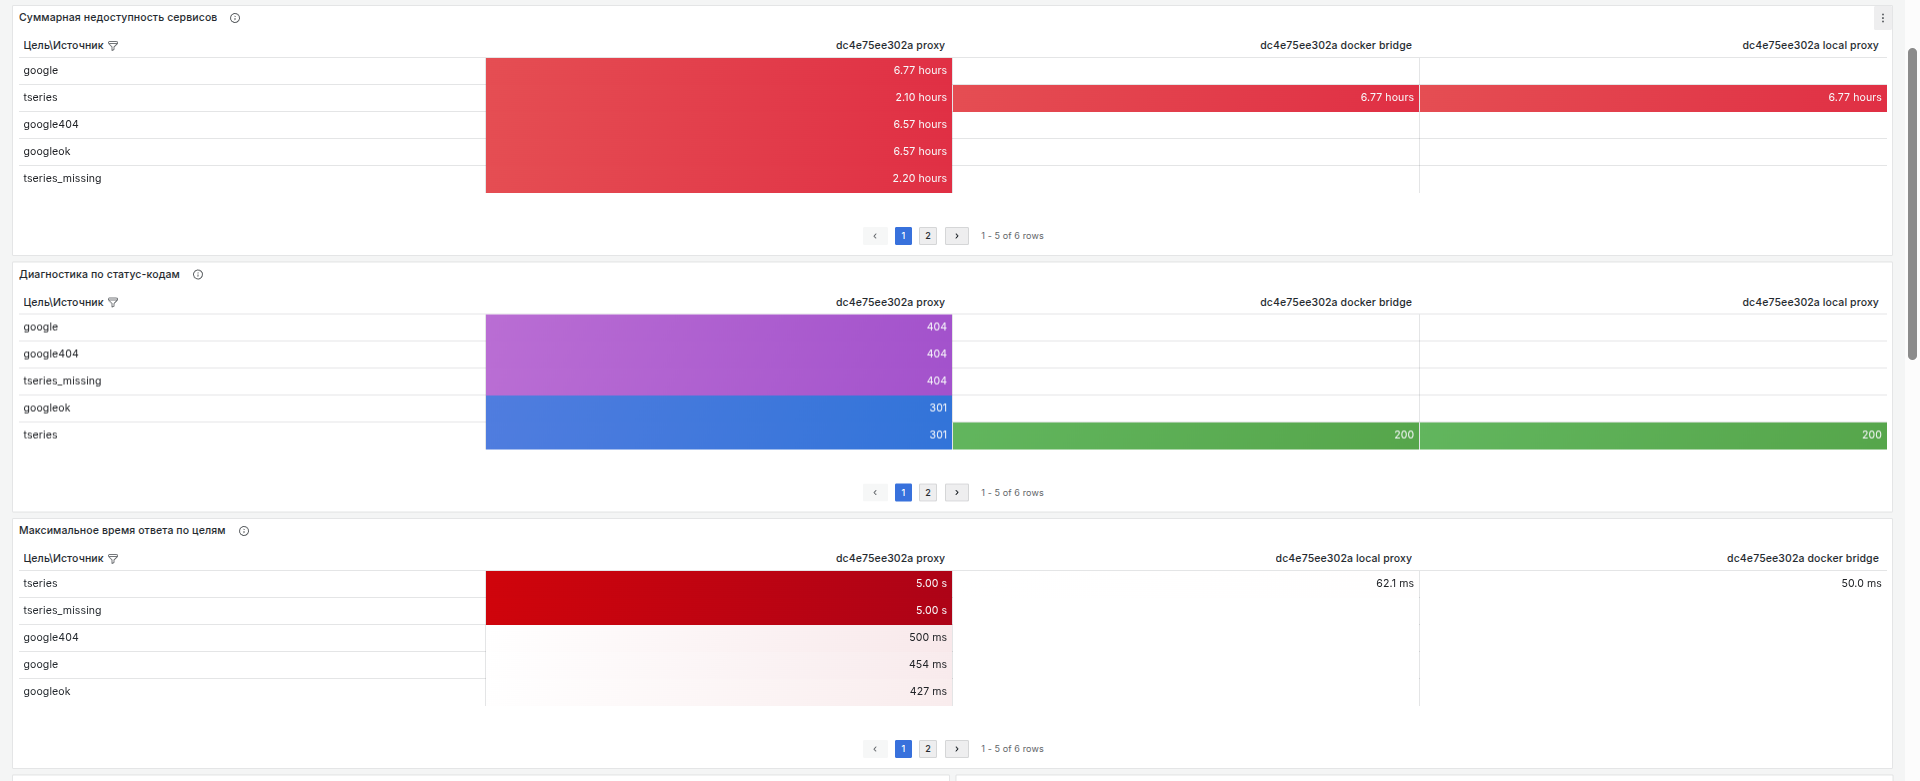 Суммарная недоступность сервисов
Цель\Источник dc4e75ee302a proxy dc4e75ee302a docker bridge dc4e75ee302a local proxy
google 6.77 hours
tseries 2.10 hours 6.77 hours 6.77 hours
google404 6.57 hours
googleok 6.57 hours
tseries_missing 2.20 hours
‹ 1 2 › 1 - 5 of 6 rows
Диагностика по статус-кодам
Цель\Источник dc4e75ee302a proxy dc4e75ee302a docker bridge dc4e75ee302a local proxy
google 404
google404 404
tseries_missing 404
googleok 301
tseries 301 200 200
‹ 1 2 › 1 - 5 of 6 rows
Максимальное время ответа по целям
Цель\Источник dc4e75ee302a proxy dc4e75ee302a local proxy dc4e75ee302a docker bridge
tseries 5.00 s 62.1 ms 50.0 ms
tseries_missing 5.00 s
google404 500 ms
google 454 ms
googleok 427 ms
‹ 1 2 › 1 - 5 of 6 rows